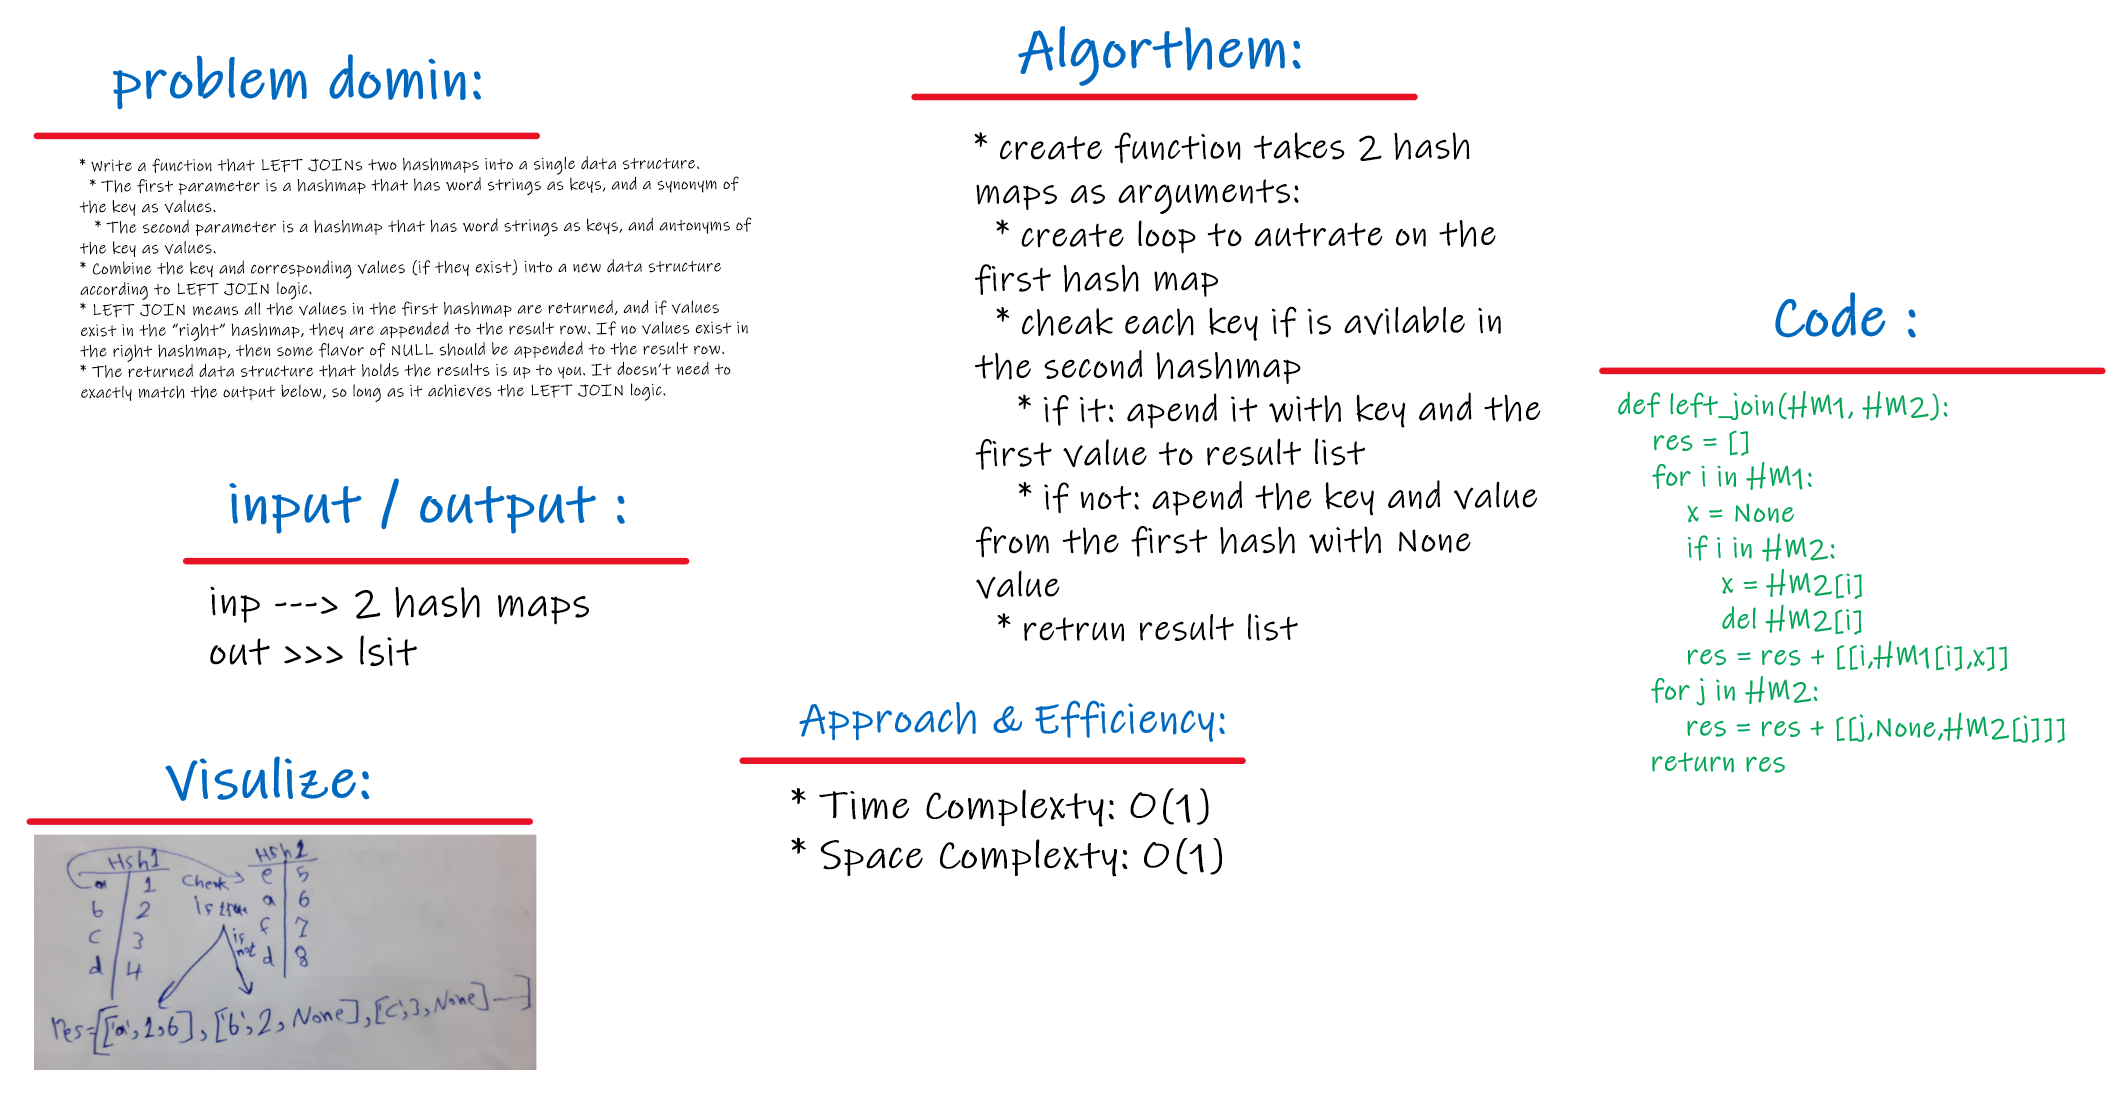 problem domin:
* Write a function that LEFT JOINs two hashmaps into a single data structure.
* The first parameter is a hashmap that has word strings as keys, and a synonym of
the key as values.
* The second parameter is a hashmap that has word strings as keys, and antonyms of
the key as values.
* Combine the key and corresponding values (if they exist) into a new data structure
according to LEFT JOIN logic.
* LEFT JOIN means all the values in the first hashmap are returned, and if values
exist in the “right” hashmap, they are appended to the result row. If no values exist in
the right hashmap, then some flavor of NULL should be appended to the result row.
* The returned data structure that holds the results is up to you. It doesn’t need to
exactly match the output below, so long as it achieves the LEFT JOIN logic.
input / output :
inp ---> 2 hash maps
out >>> lsit
Visulize:
Hsh1
a 1
b 2
c 3
d 4
Check
is true
is
not
Hsh2
e 5
a 6
f 7
d 8
res=[['a',1,6],['b',2,None],['c',3,None]---]
Algorthem:
* create function takes 2 hash
maps as arguments:
* create loop to autrate on the
first hash map
* cheak each key if is avilable in
the second hashmap
* if it: apend it with key and the
first value to result list
* if not: apend the key and value
from the first hash with None
value
* retrun result list
Approach & Efficiency:
* Time Complexty: O(1)
* Space Complexty: O(1)
Code :
def left_join(HM1, HM2):
res = []
for i in HM1:
x = None
if i in HM2:
x = HM2[i]
del HM2[i]
res = res + [[i,HM1[i],x]]
for j in HM2:
res = res + [[j,None,HM2[j]]]
return res